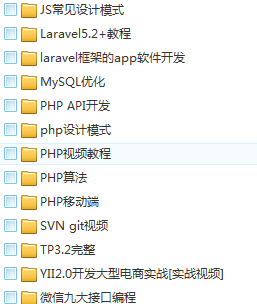 JS常见设计模式
Laravel5.2+教程
laravel框架的app软件开发
MySQL优化
PHP API开发
php设计模式
PHP视频教程
PHP算法
PHP移动端
SVN git视频
TP3.2完整
YII2.0开发大型电商实战[实战视频]
微信九大接口编程